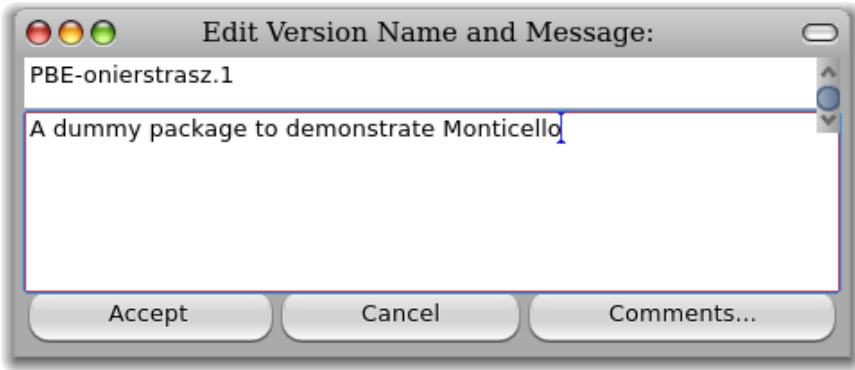 Edit Version Name and Message:
PBE-onierstrasz.1
A dummy package to demonstrate Monticello
Accept Cancel Comments...